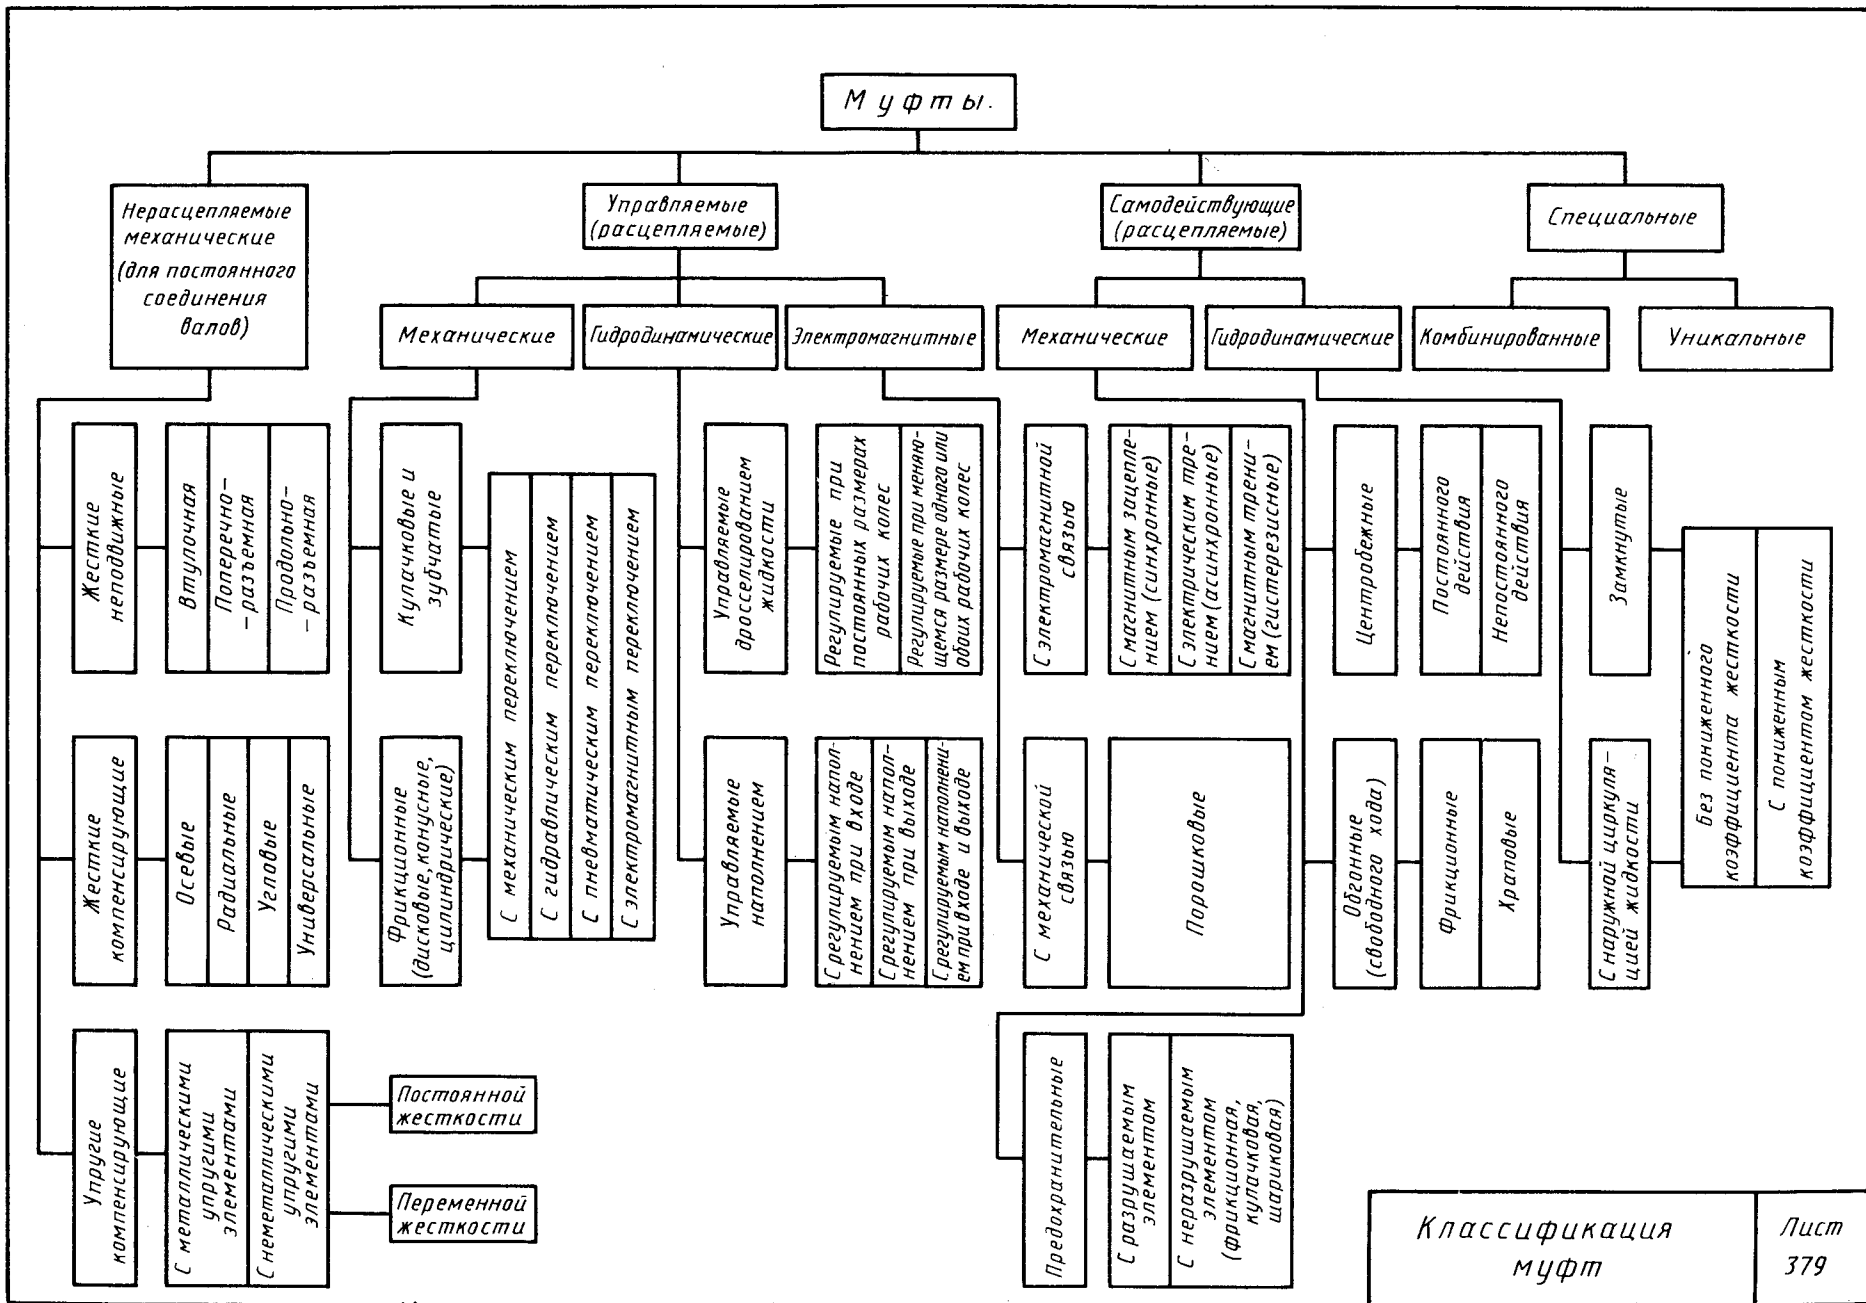 Муфты.
Нерасцепляемые
механические
(для постоянного
соединения
валов)
Управляемые
(расцепляемые)
Самодействующие
(расцепляемые)
Специальные
Механические
Гидродинамические
Электромагнитные
Механические
Гидродинамические
Комбинированные
Уникальные
Жесткие
неподвижные
Втулочная
Поперечно-
-разъемная
Продольно-
-разъемная
Кулачковые и
зубчатые
С механическим переключением
С гидравлическим переключением
С пневматическим переключением
С электромагнитным переключением
Управляемые
дросселированием
жидкости
Регулируемые при
постоянных размерах
рабочих колес
Регулируемые при меняю-
щемся размере одного или
обоих рабочих колес
С электромагнитной
связью
С магнитным зацепле-
нием (синхронные)
С электрическим тре-
нием (асинхронные)
С магнитным трени-
ем (гистерезисные)
Центробежные
Постоянного
действия
Непостоянного
действия
Замкнутые
Без пониженного
коэффициента жесткости
С пониженным
коэффициентом жесткости
Жесткие
компенсирующие
Осевые
Радиальные
Угловые
Универсальные
Фрикционные
(дисковые, конусные,
цилиндрические)
Управляемые
наполнением
С регулируемым напол-
нением при входе
С регулируемым напол-
нением при выходе
С регулируемым наполнени-
ем при входе и выходе
С механической
связью
Порошковые
Обгонные
(свободного хода)
Фрикционные
Храповые
С наружной циркуля-
цией жидкости
Упругие
компенсирующие
С металлическими
упругими
элементами
С неметаллическими
упругими
элементами
Постоянной
жесткости
Переменной
жесткости
Предохранительные
С разрушаемым
элементом
С неразрушаемым
элементом
(фрикционная,
кулачковая,
шариковая)
Классификация
муфт
Лист
379